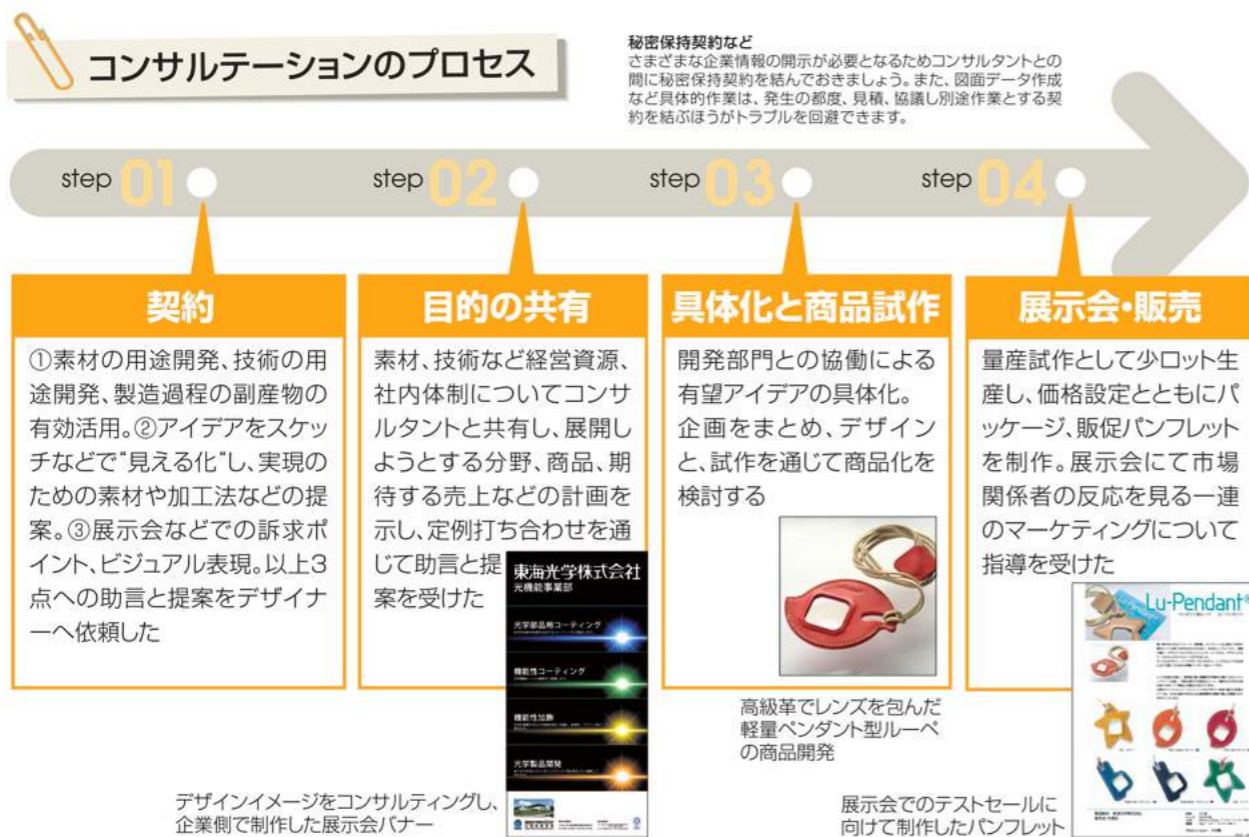 コンサルテーションのプロセス
秘密保持契約など
さまざまな企業情報の開示が必要となるためコンサルタントとの
間に秘密保持契約を結んでおきましょう。また、図面データ作成
など具体的作業は、発生の都度、見積、協議し別途作業とする契
約を結ぶほうがトラブルを回避できます。
step 01
step 02
step 03
step 04
契約
①素材の用途開発、技術の用
途開発、製造過程の副産物の
有効活用。②アイデアをスケッ
チなどで“見える化“し、実現の
ための素材や加工法などの提
案。③展示会などでの訴求ポ
イント、ビジュアル表現。以上3
点への助言と提案をデザイナ
ーへ依頼した
目的の共有
素材、技術など経営資源、
社内体制についてコンサ
ルタントと共有し、展開し
ようとする分野、商品、期
待する売上などの計画を
示し、定例打ち合わせを通
じて助言と提
案を受けた
東海光学株式会社
光機能事業部
光学部品用コーティング
機能性コーティング
機能性加飾
光学製品開発
デザインイメージをコンサルティングし、
企業側で制作した展示会バナー
具体化と商品試作
開発部門との協働による
有望アイデアの具体化。
企画をまとめ、デザイン
と、試作を通じて商品化を
検討する
高級革でレンズを包んだ
軽量ペンダント型ルーペ
の商品開発
展示会・販売
量産試作として少ロット生
産し、価格設定とともにパ
ッケージ、販促パンフレット
を制作。展示会にて市場
関係者の反応を見る一連
のマーケティングについて
指導を受けた
Lu-Pendant®
展示会でのテストセールに
向けて制作したパンフレット